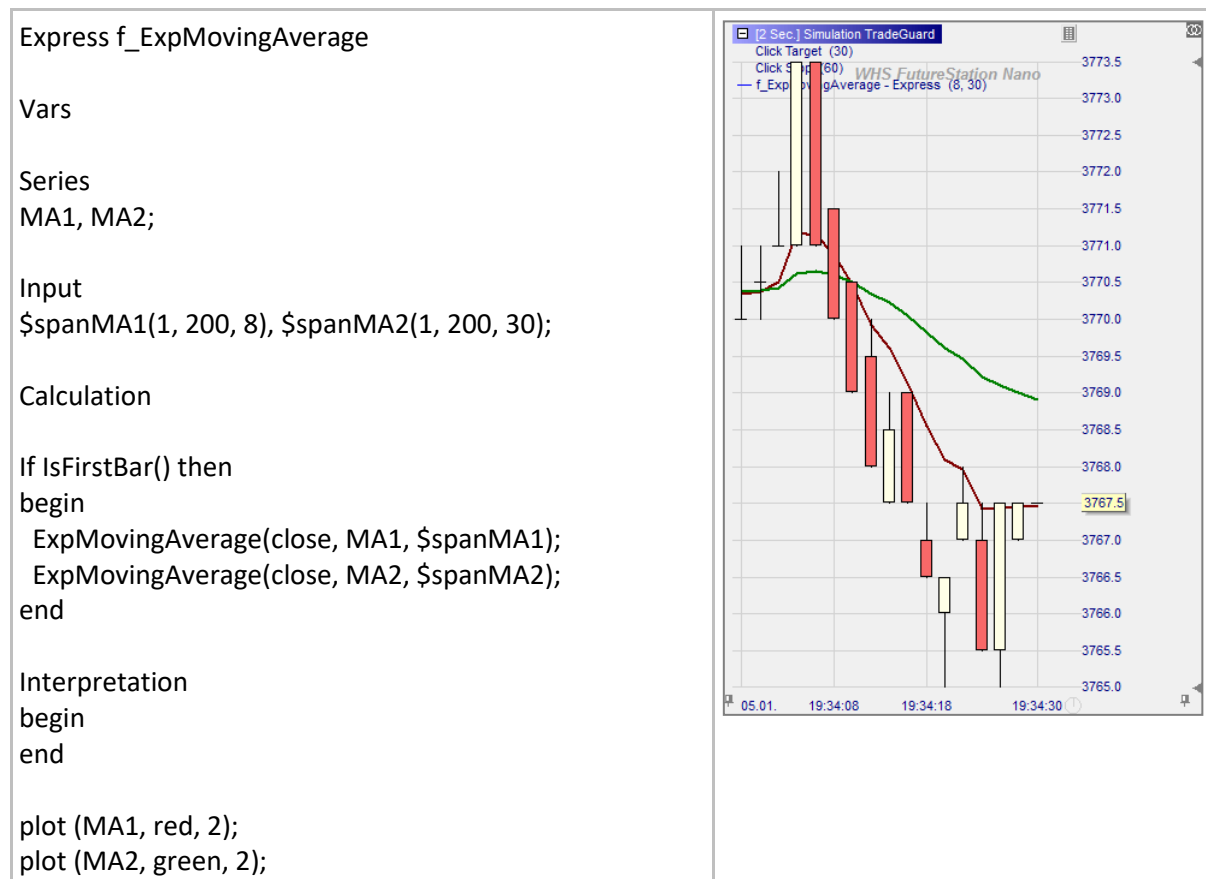 Express f_ExpMovingAverage
Vars
Series
MA1, MA2;
Input
$spanMA1(1, 200, 8), $spanMA2(1, 200, 30);
Calculation
If IsFirstBar() then
begin
ExpMovingAverage(close, MA1, $spanMA1);
ExpMovingAverage(close, MA2, $spanMA2);
end
Interpretation
begin
end
plot (MA1, red, 2);
plot (MA2, green, 2);
[2 Sec.] Simulation TradeGuard
Click Target (30)
Click (60)
WHS FutureStation Nano
- Express (8, 30)
3773.5
3773.0
3772.5
3772.0
3771.5
3771.0
3770.5
3770.0
3769.5
3769.0
3768.5
3768.0
3767.5
3767.0
3766.5
3766.0
3765.5
3765.0
05.01. 19:34:08 19:34:18 19:34:30